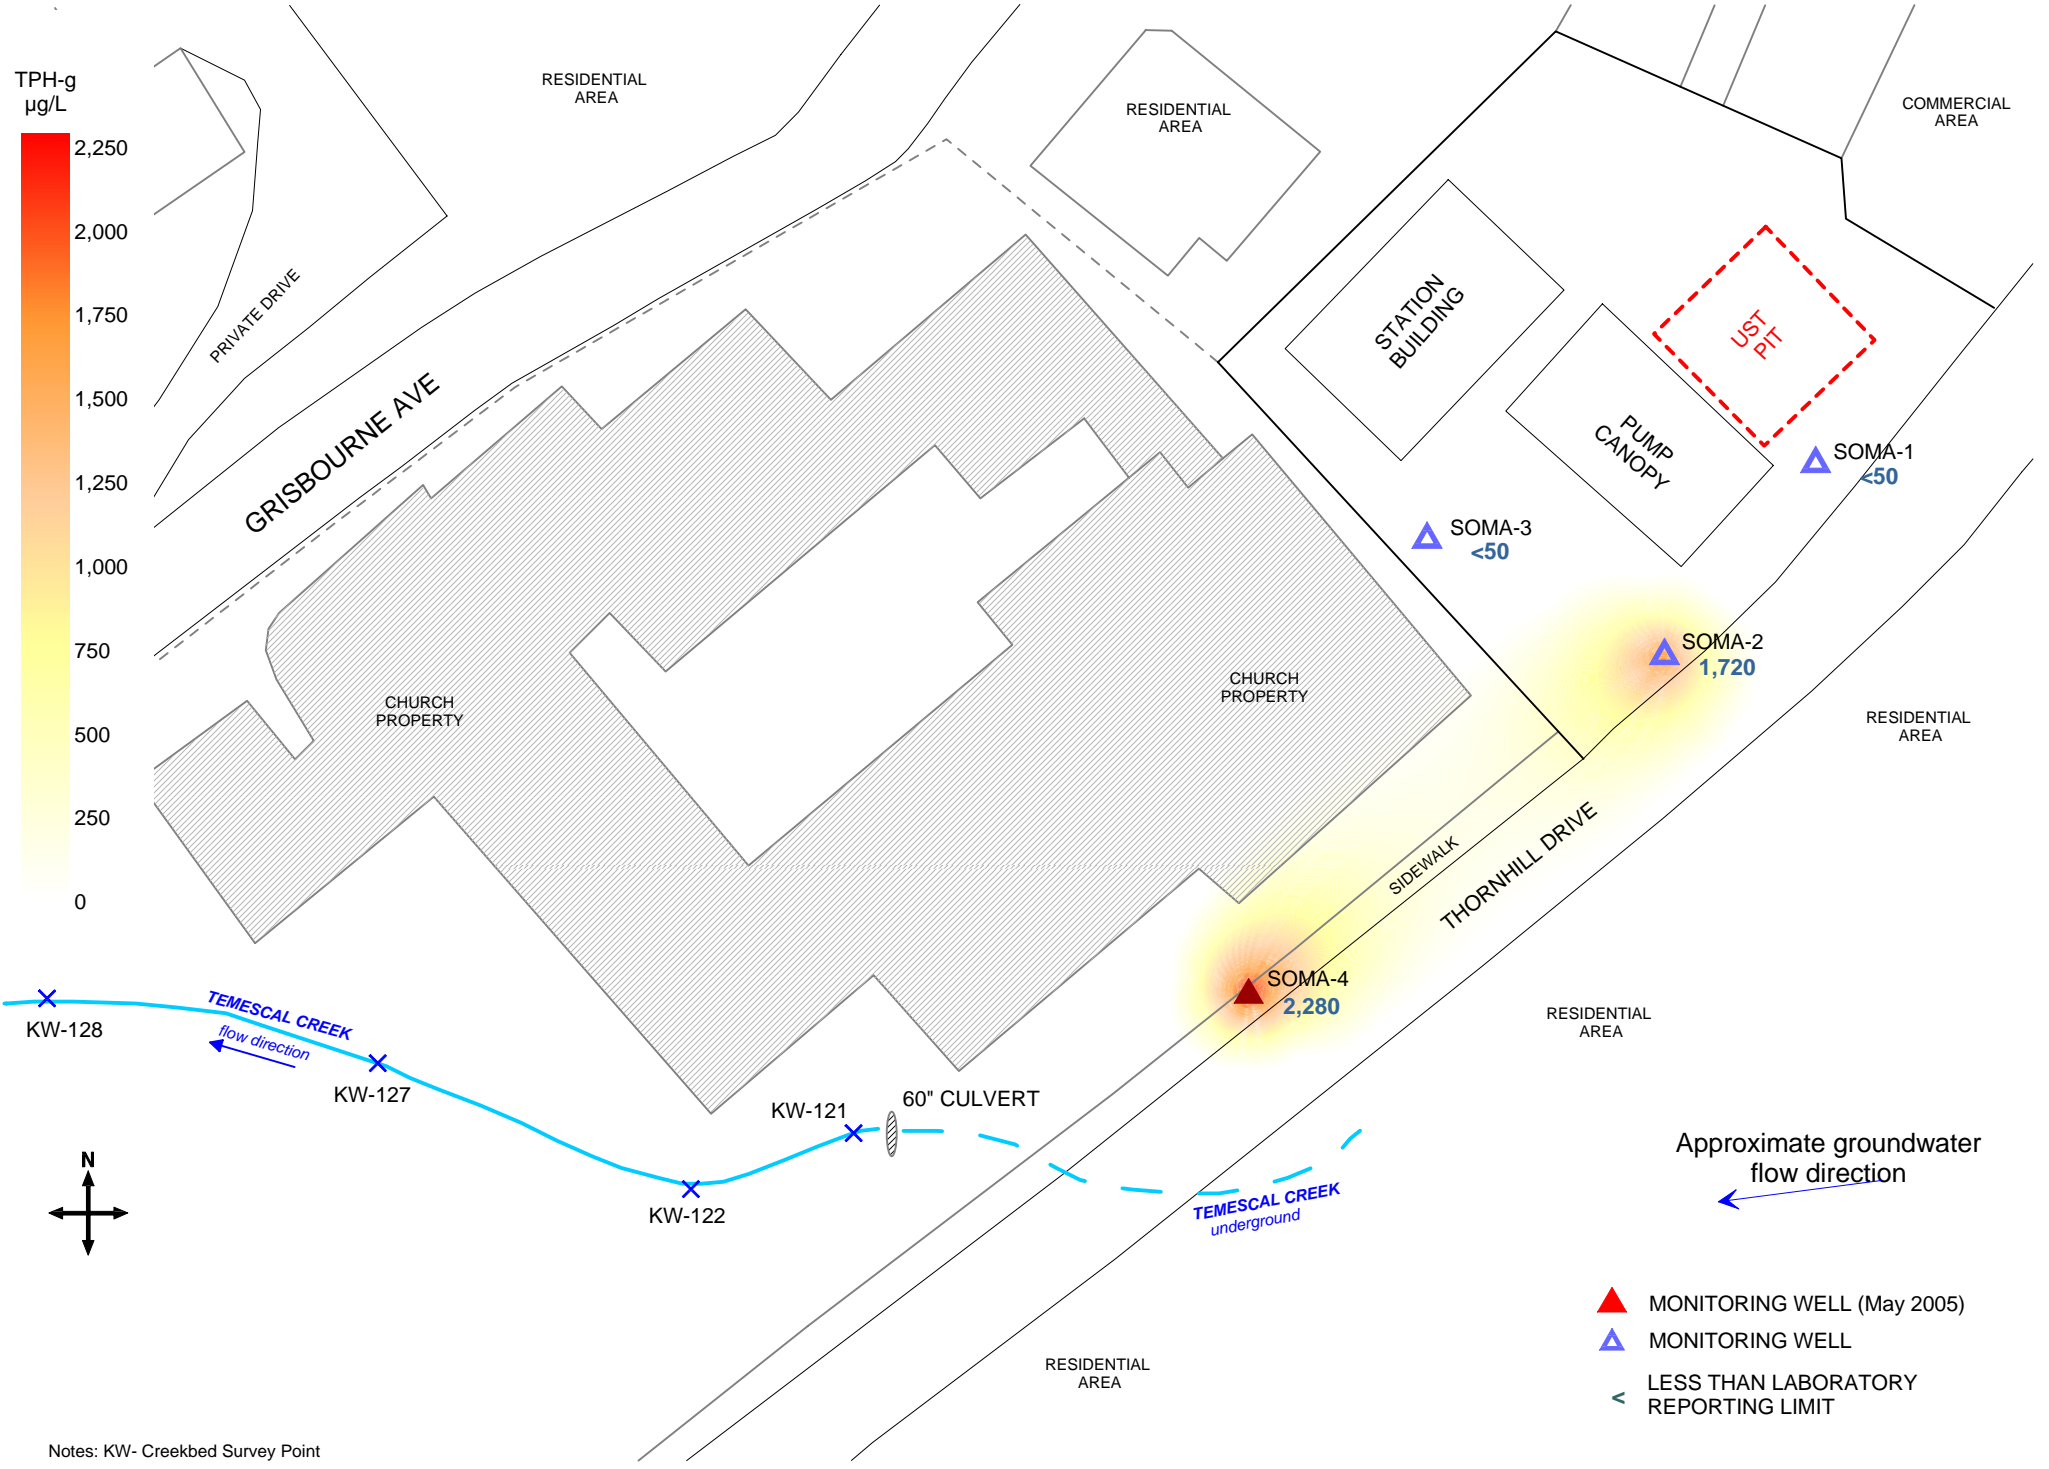 TPH-g
µg/L
2,250
2,000
1,750
1,500
1,250
1,000
750
500
250
0
RESIDENTIAL
AREA
RESIDENTIAL
AREA
COMMERCIAL
AREA
PRIVATE DRIVE
GRISBOURNE AVE
STATION
BUILDING
UST
PIT
PUMP
CANOPY
SOMA-1
<50
SOMA-3
<50
SOMA-2
1,720
CHURCH
PROPERTY
CHURCH
PROPERTY
RESIDENTIAL
AREA
SIDEWALK
THORNHILL DRIVE
SOMA-4
2,280
RESIDENTIAL
AREA
TEMESCAL CREEK
flow direction
KW-128
KW-127
KW-121
60" CULVERT
KW-122
TEMESCAL CREEK
underground
N
Approximate groundwater
flow direction
MONITORING WELL (May 2005)
MONITORING WELL
< LESS THAN LABORATORY
REPORTING LIMIT
RESIDENTIAL
AREA
Notes: KW- Creekbed Survey Point